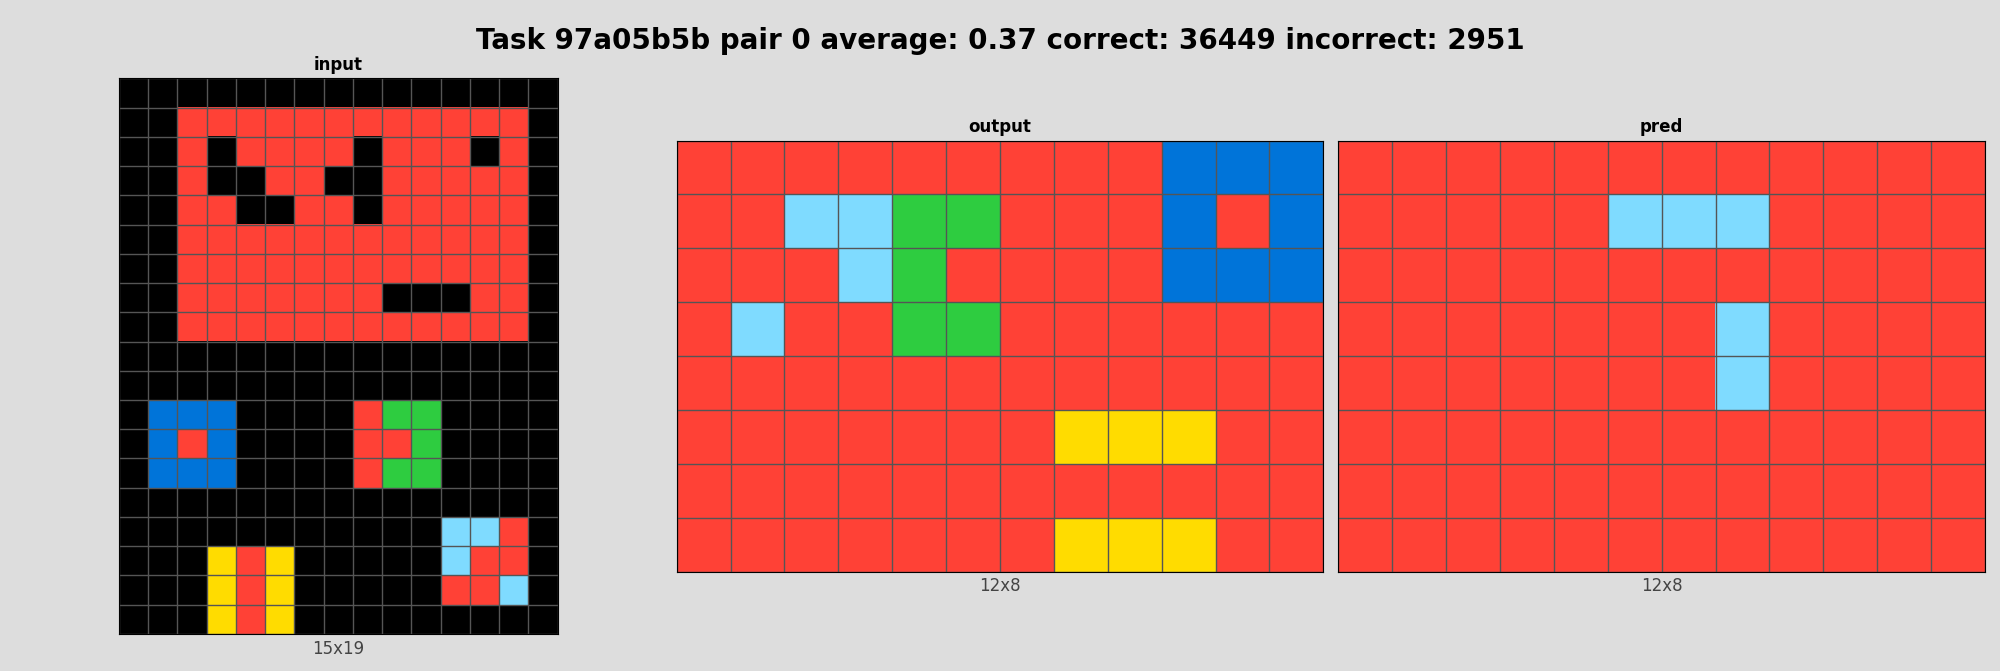 Task 97a05b5b pair 0 average: 0.37 correct: 36449 incorrect: 2951
input
output
pred
12x8
12x8
15x19